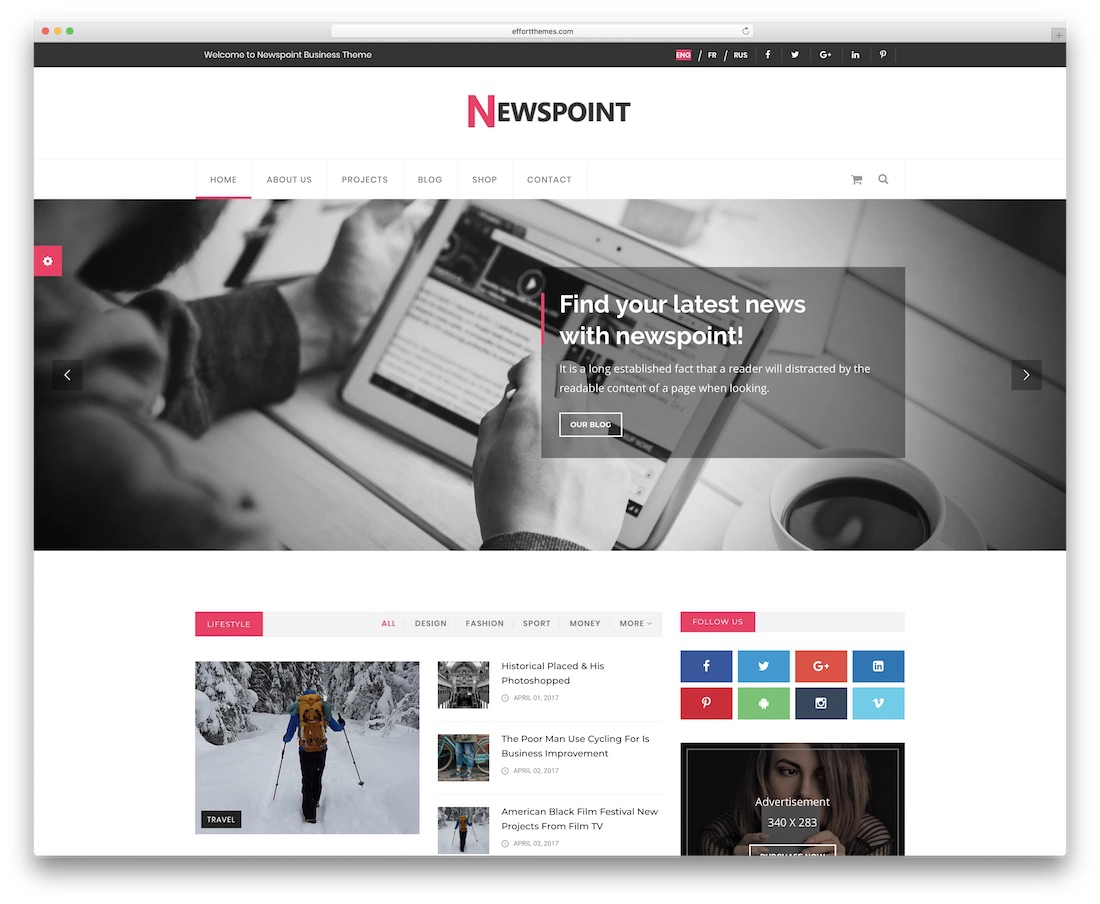 effortthemes.com
Welcome to Newspoint Business Theme
ENG / FR / RUS
NEWSPOINT
HOME ABOUT US PROJECTS BLOG SHOP CONTACT
Find your latest news
with newspoint!
It is a long established fact that a reader will distracted by the
readable content of a page when looking.
OUR BLOG
LIFESTYLE
ALL DESIGN FASHION SPORT MONEY MORE
FOLLOW US
TRAVEL
Historical Placed & His
Photoshopped
APRIL 01, 2017
The Poor Man Use Cycling For Is
Business Improvement
APRIL 02, 2017
American Black Film Festival New
Projects From Film TV
APRIL 03, 2017
Advertisement
340 X 283
PURCHASE NOW